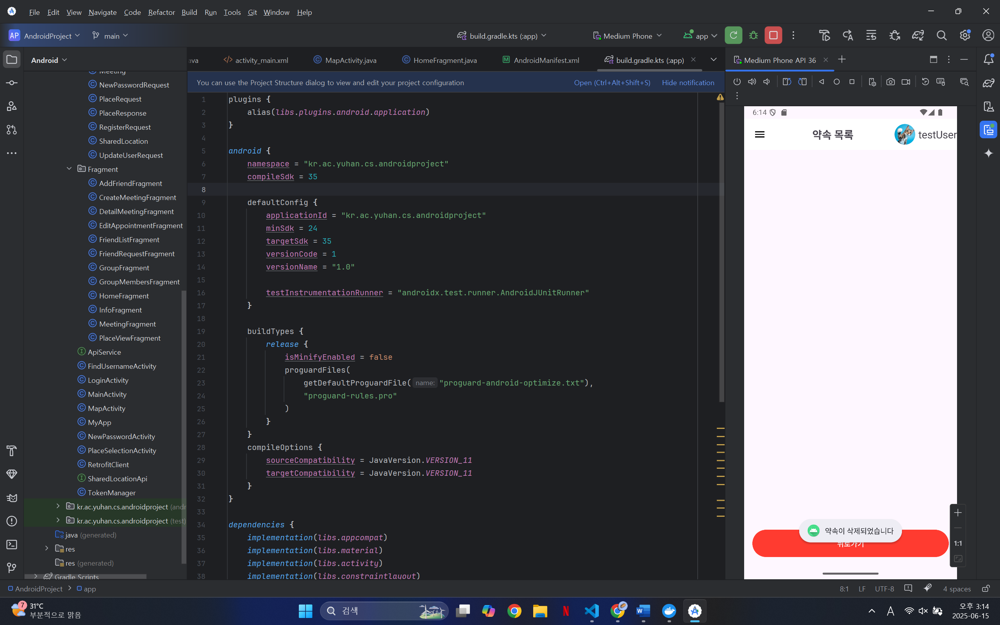 File Edit View Navigate Code Refactor Build Run Tools Git Window Help
AP AndroidProject main build.gradle.kts (:app) Medium Phone app
Android
ava activity_main.xml MapActivity.java HomeFragment.java AndroidManifest.xml build.gradle.kts (:app)
Medium Phone API 36
You can use the Project Structure dialog to view and edit your project configuration Open (Ctrl+Alt+Shift+S) Hide notification
Meeting
NewPasswordRequest
PlaceRequest
PlaceResponse
RegisterRequest
SharedLocation
UpdateUserRequest
Fragment
AddFriendFragment
CreateMeetingFragment
DetailMeetingFragment
EditAppointmentFragment
FriendListFragment
FriendRequestFragment
GroupFragment
GroupMembersFragment
HomeFragment
InfoFragment
MeetingFragment
PlaceViewFragment
ApiService
FindUsernameActivity
LoginActivity
MainActivity
MapActivity
MyApp
NewPasswordActivity
PlaceSelectionActivity
RetrofitClient
SharedLocationApi
TokenManager
kr.ac.yuhan.cs.androidproject (andr
kr.ac.yuhan.cs.androidproject (test)
java (generated)
res
res (generated)
Gradle Scripts
1 plugins {
2 alias(libs.plugins.android.application)
3 }
4
5 android {
6 namespace = "kr.ac.yuhan.cs.androidproject"
7 compileSdk = 35
8
9 defaultConfig {
10 applicationId = "kr.ac.yuhan.cs.androidproject"
11 minSdk = 24
12 targetSdk = 35
13 versionCode = 1
14 versionName = "1.0"
15
16 testInstrumentationRunner = "androidx.test.runner.AndroidJUnitRunner"
17 }
18
19 buildTypes {
20 release {
21 isMinifyEnabled = false
22 proguardFiles(
23 getDefaultProguardFile( name: "proguard-android-optimize.txt"),
24 "proguard-rules.pro"
25 )
26 }
27 }
28 compileOptions {
29 sourceCompatibility = JavaVersion.VERSION_11
30 targetCompatibility = JavaVersion.VERSION_11
31 }
32 }
33
34 dependencies {
35 implementation(libs.appcompat)
36 implementation(libs.material)
37 implementation(libs.activity)
38 implementation(libs.constraintlayout)
6:14
약속 목록 testUser
약속이 삭제되었습니다
뒤로가기
1:1
AndroidProject app
8:1 LF UTF-8 4 spaces
7 31°C
부분적으로 맑음
검색
A
오후 3:14
2025-06-15